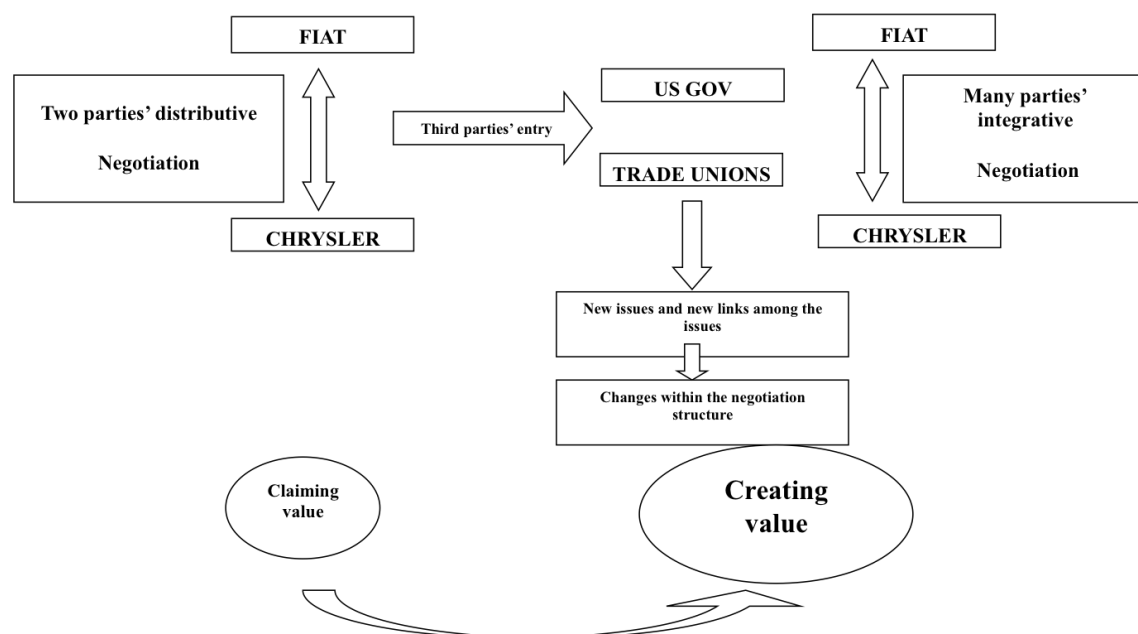 FIAT
Two parties’ distributive
Negotiation
CHRYSLER
Third parties’ entry
US GOV
TRADE UNIONS
FIAT
Many parties’
integrative
Negotiation
CHRYSLER
New issues and new links among the
issues
Changes within the negotiation
structure
Claiming
value
Creating
value